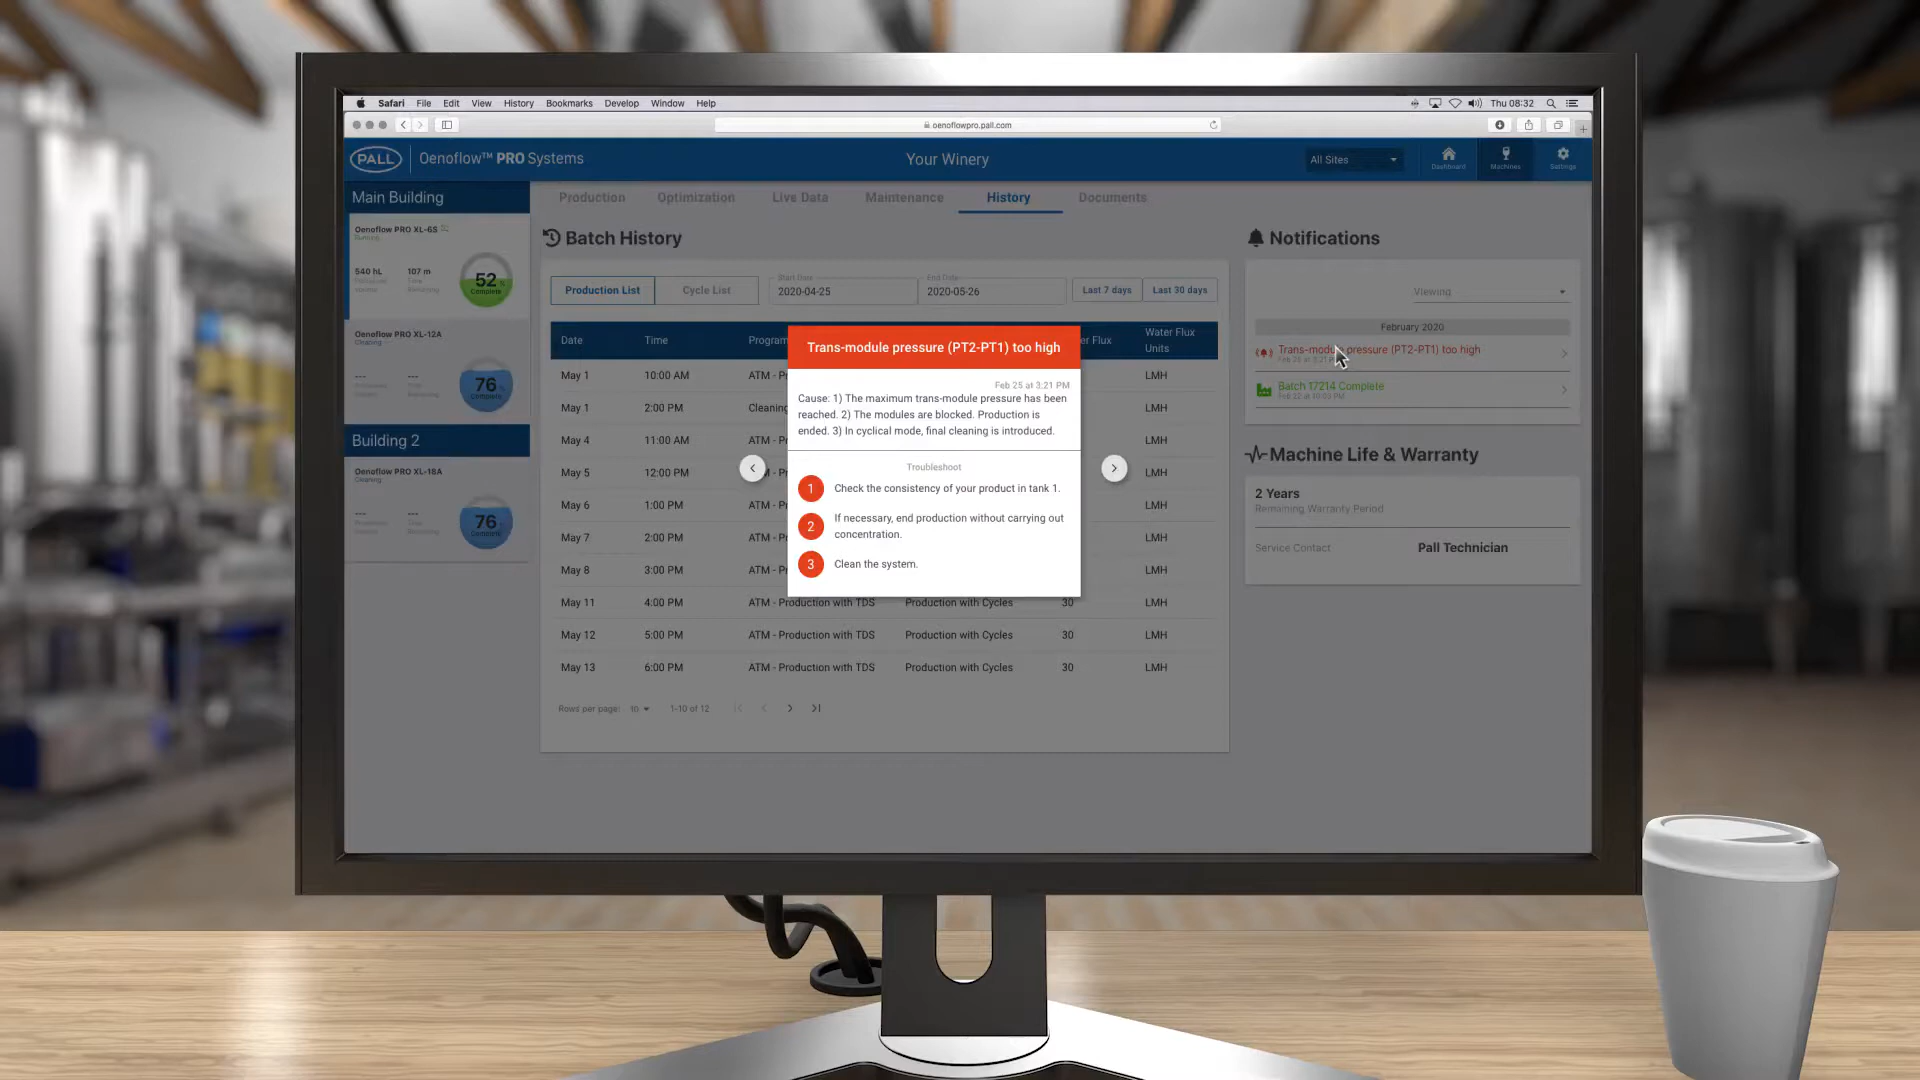 Safari File Edit View History Bookmarks Develop Window Help
Thu 08:32
oenoflowpro.pall.com
PALL Oenoflow™ PRO Systems
Your Winery
All Sites
Dashboard
Machines
Settings
Main Building
Oenoflow PRO XL-6S
Running
540 hL
107 m
Time
Remaining
52 %
Complete
Oenoflow PRO XL-12A
Cleaning
---
---
Time
Remaining
76 %
Complete
Building 2
Oenoflow PRO XL-18A
Cleaning
---
---
Time
Remaining
76 %
Complete
Production Optimization Live Data Maintenance History Documents
Batch History
Production List Cycle List
Start Date
2020-04-25
End Date
2020-05-26
Last 7 days Last 30 days
Date Time Program Flux Water Flux
Units
May 1 10:00 AM ATM - P LMH
May 1 2:00 PM Cleaning LMH
May 4 11:00 AM ATM - P LMH
May 5 12:00 PM M - P LMH
May 6 1:00 PM ATM - P LMH
May 7 2:00 PM ATM - P LMH
May 8 3:00 PM ATM - P LMH
May 11 4:00 PM ATM - Production with TDS Production with Cycles 30 LMH
May 12 5:00 PM ATM - Production with TDS Production with Cycles 30 LMH
May 13 6:00 PM ATM - Production with TDS Production with Cycles 30 LMH
Rows per page: 10 1-10 of 12
Trans-module pressure (PT2-PT1) too high
Feb 25 at 3:21 PM
Cause: 1) The maximum trans-module pressure has been
reached. 2) The modules are blocked. Production is
ended. 3) In cyclical mode, final cleaning is introduced.
Troubleshoot
1 Check the consistency of your product in tank 1.
2 If necessary, end production without carrying out
concentration.
3 Clean the system.
Notifications
Viewing
February 2020
Trans-module pressure (PT2-PT1) too high
Feb 25 at 3:21
Batch 17214 Complete
Feb 22 at 10:03 PM
Machine Life & Warranty
2 Years
Remaining Warranty Period
Service Contact Pall Technician